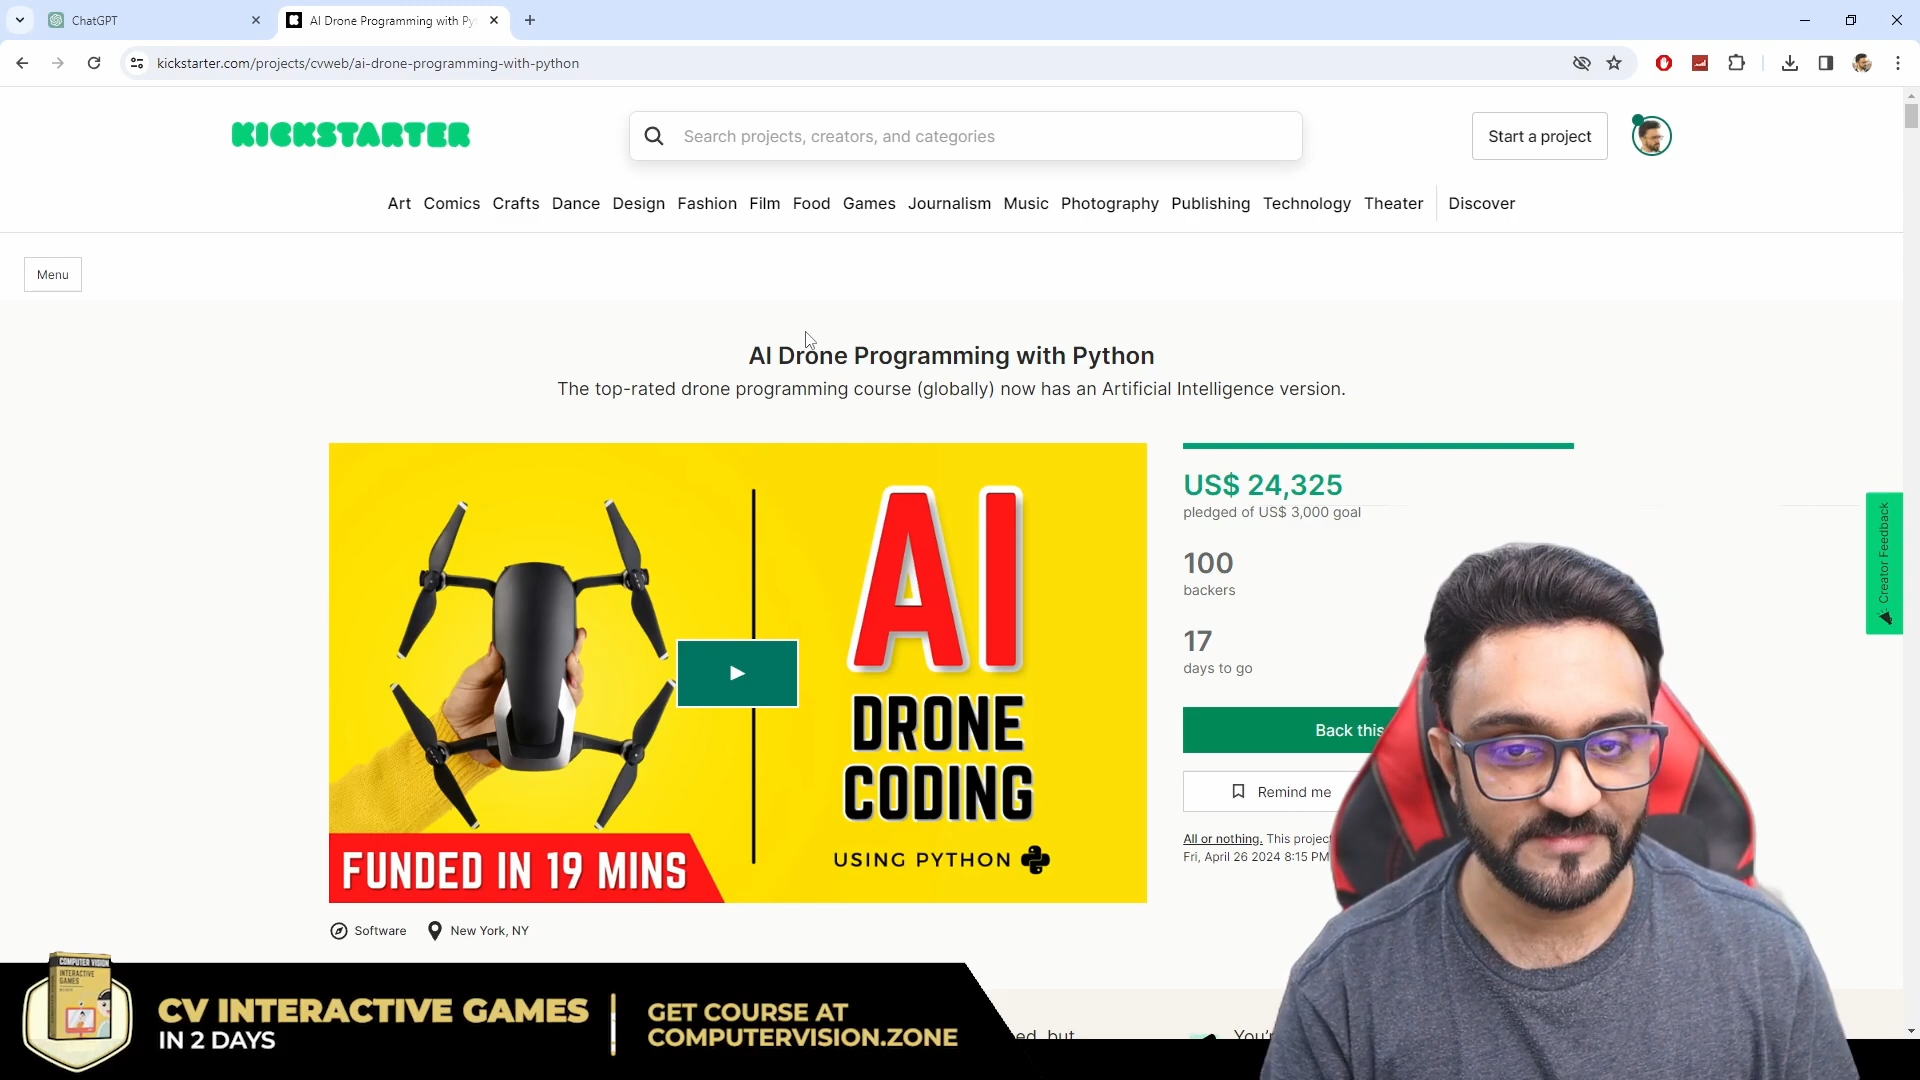 ChatGPT
AI Drone Programming with Py
kickstarter.com/projects/cvweb/ai-drone-programming-with-python
KICKSTARTER
Search projects, creators, and categories
Start a project
Art Comics Crafts Dance Design Fashion Film Food Games Journalism Music Photography Publishing Technology Theater Discover
Menu
AI Drone Programming with Python
The top-rated drone programming course (globally) now has an Artificial Intelligence version.
AI
DRONE
CODING
USING PYTHON
FUNDED IN 19 MINS
US$ 24,325
pledged of US$ 3,000 goal
100
backers
17
days to go
Back this
Remind me
All or nothing. This project
Fri, April 26 2024 8:15 PM
Creator Feedback
Software
New York, NY
COMPUTER VISION
INTERACTIVE
GAMES
CV INTERACTIVE GAMES
IN 2 DAYS
GET COURSE AT
COMPUTERVISION.ZONE
but